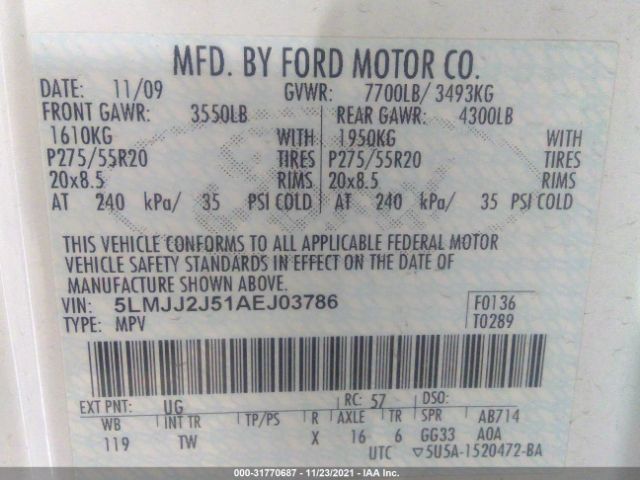 MFD. BY FORD MOTOR CO.
DATE: 11/09 GVWR: 7700LB/ 3493KG
FRONT GAWR: 3550LB REAR GAWR: 4300LB
1610KG WITH 1950KG WITH
P275/55R20 TIRES P275/55R20 TIRES
20x8.5 RIMS 20x8.5 RIMS
AT 240 kPa/ 35 PSI COLD AT 240 kPa/ 35 PSI COLD
THIS VEHICLE CONFORMS TO ALL APPLICABLE FEDERAL MOTOR
VEHICLE SAFETY STANDARDS IN EFFECT ON THE DATE OF
MANUFACTURE SHOWN ABOVE.
VIN: 5LMJJ2J51AEJ03786 F0136
TYPE: MPV T0289
EXT PNT: UG RC: 57 DSO:
WB INT TR TP/PS R AXLE TR SPR AB714
119 TW X 16 6 GG33 A0A
UTC ▽5U5A-1520472-BA
000-31770687 - 11/23/2021 - IAA Inc.